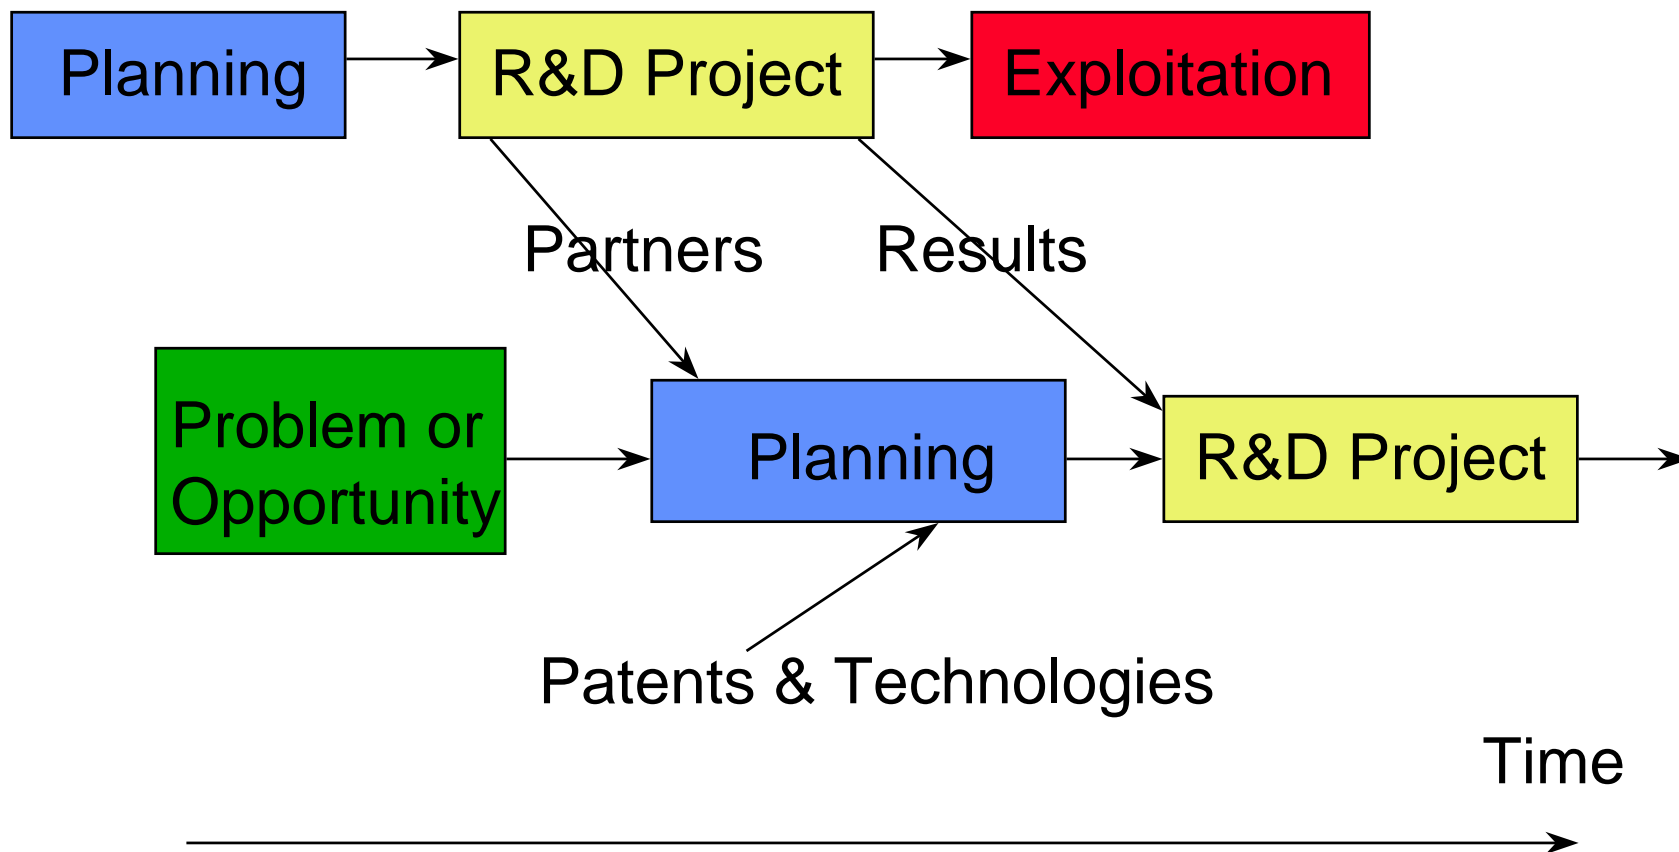 Planning
R&D Project
Exploitation
Partners
Results
Problem or
Opportunity
Planning
R&D Project
Patents & Technologies
Time